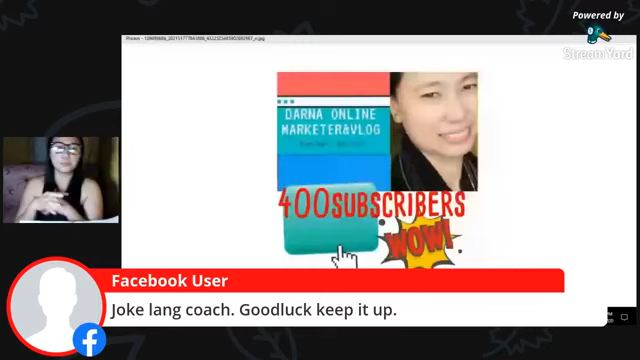 Powered by
StreamYard
DARNA ONLINE
MARKETER&VLOG
400SUBSCRIBERS
WOW!
Facebook User
Joke lang coach. Goodluck keep it up.